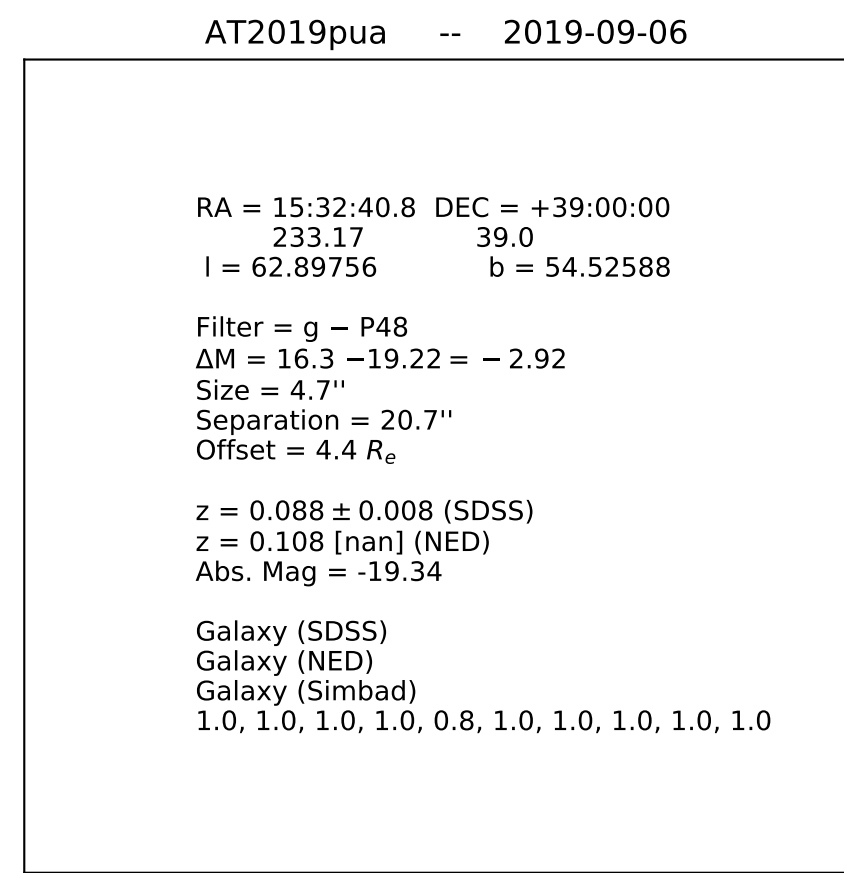 AT2019pua -- 2019-09-06
RA = 15:32:40.8 DEC = +39:00:00
233.17 39.0
l = 62.89756 b = 54.52588
Filter = g − P48
ΔM = 16.3 −19.22 = − 2.92
Size = 4.7''
Separation = 20.7''
Offset = 4.4 Rₑ
z = 0.088 ± 0.008 (SDSS)
z = 0.108 [nan] (NED)
Abs. Mag = -19.34
Galaxy (SDSS)
Galaxy (NED)
Galaxy (Simbad)
1.0, 1.0, 1.0, 1.0, 0.8, 1.0, 1.0, 1.0, 1.0, 1.0